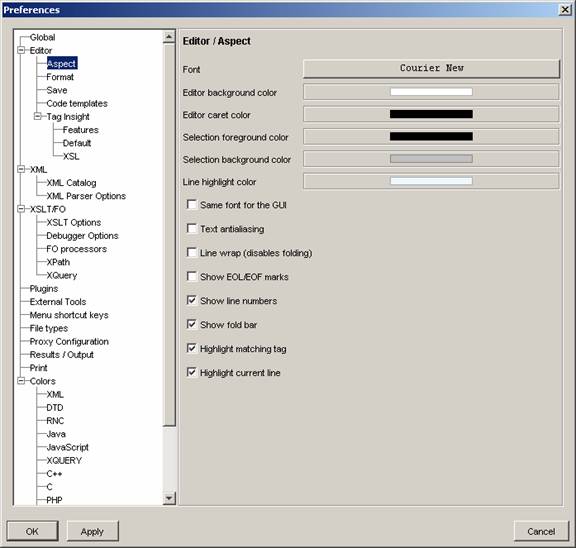 Preferences
Global
Editor
Aspect
Format
Save
Code templates
Tag Insight
Features
Default
XSL
XML
XML Catalog
XML Parser Options
XSLT/FO
XSLT Options
Debugger Options
FO processors
XPath
XQuery
Plugins
External Tools
Menu shortcut keys
File types
Proxy Configuration
Results / Output
Print
Colors
XML
DTD
RNC
Java
JavaScript
XQUERY
C++
C
PHP
Editor / Aspect
Font Courier New
Editor background color
Editor caret color
Selection foreground color
Selection background color
Line highlight color
Same font for the GUI
Text antialiasing
Line wrap (disables folding)
Show EOL/EOF marks
Show line numbers
Show fold bar
Highlight matching tag
Highlight current line
OK Apply Cancel